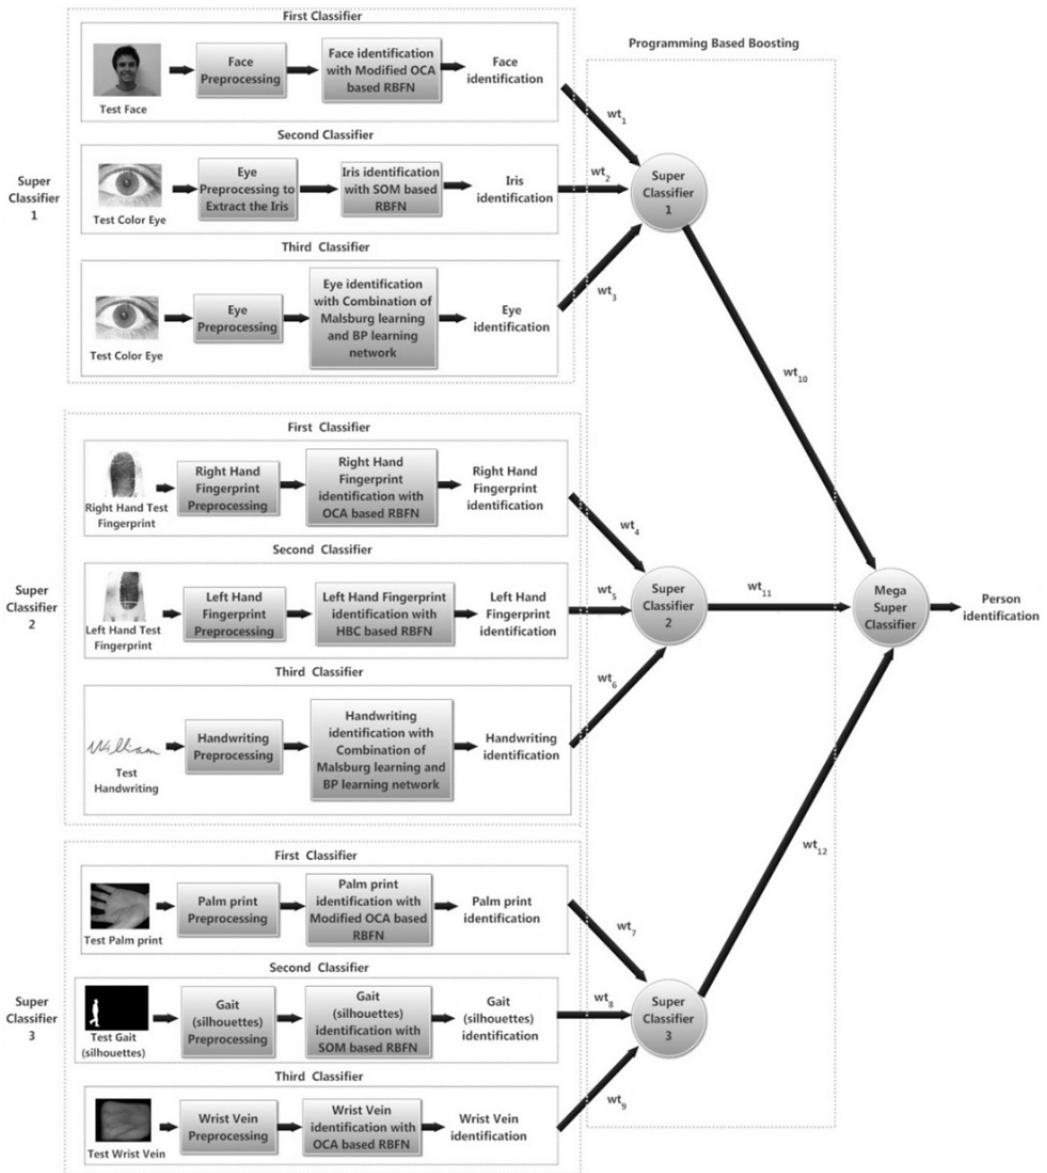 First Classifier
Test Face
Face
Preprocessing
Face identification
with Modified OCA
based RBFN
Face
identification
Second Classifier
Test Color Eye
Eye
Preprocessing to
Extract the Iris
Iris identification
with SOM based
RBFN
Iris
identification
Super
Classifier
1
Third Classifier
Test Color Eye
Eye
Preprocessing
Eye identification
with Combination of
Malsburg learning
and BP learning
network
Eye
identification
Programming Based Boosting
wt1
wt2
wt3
Super
Classifier
1
wt10
First Classifier
Right Hand Test
Fingerprint
Right Hand
Fingerprint
Preprocessing
Right Hand
Fingerprint
identification with
OCA based RBFN
Right Hand
Fingerprint
identification
Second Classifier
Left Hand Test
Fingerprint
Left Hand
Fingerprint
Preprocessing
Left Hand Fingerprint
identification with
HBC based RBFN
Left Hand
Fingerprint
identification
Super
Classifier
2
Third Classifier
William
Test
Handwriting
Handwriting
Preprocessing
Handwriting
identification with
Combination of
Malsburg learning and
BP learning network
Handwriting
identification
wt4
wt5
wt6
Super
Classifier
2
wt11
Mega
Super
Classifier
Person
identification
First Classifier
Test Palm print
Palm print
Preprocessing
Palm print
identification with
Modified OCA based
RBFN
Palm print
identification
Second Classifier
Test Gait
(silhouettes)
Gait
(silhouettes)
Preprocessing
Gait
(silhouettes)
identification with
SOM based RBFN
Gait
(silhouettes)
identification
Super
Classifier
3
Third Classifier
Test Wrist Vein
Wrist Vein
Preprocessing
Wrist Vein
identification with
OCA based RBFN
Wrist Vein
identification
wt7
wt8
wt9
Super
Classifier
3
wt12